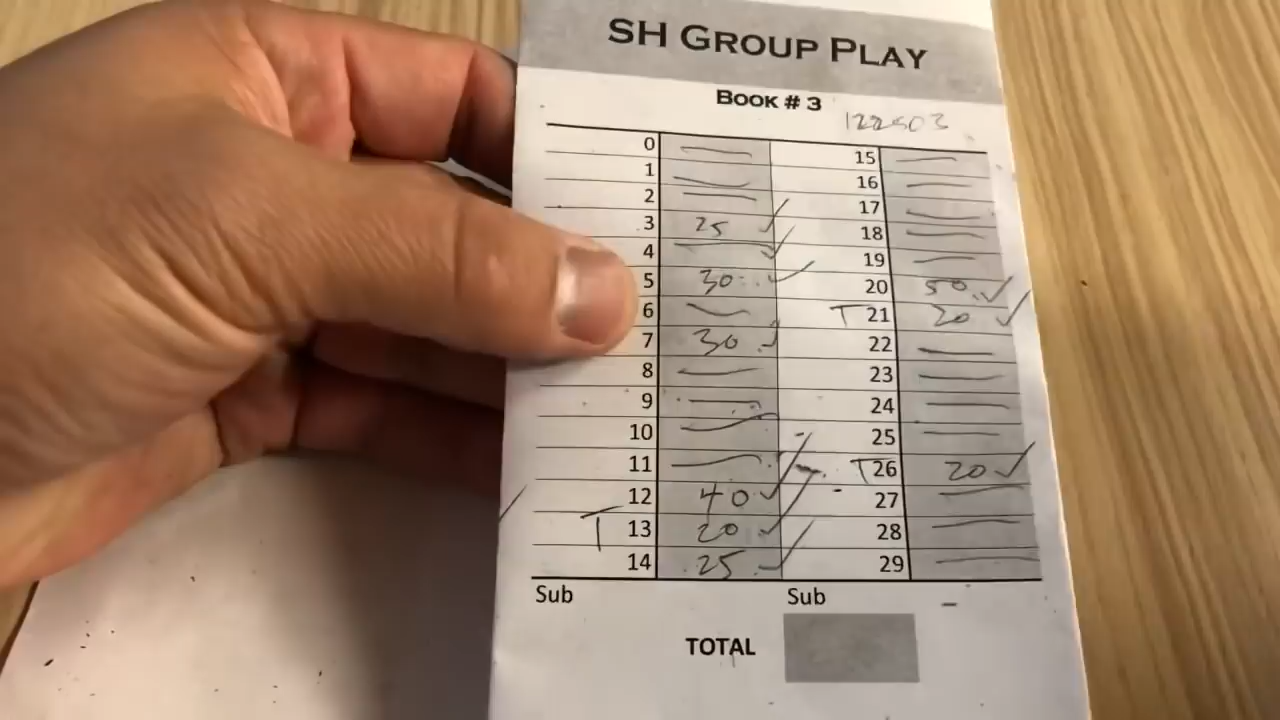 SH GROUP PLAY
BOOK # 3
122503
0 —
1 —
2 —
3 25 ✓
4 — ✓
5 30 ✓
6 —
7 30 ✓
8 —
9 —
10 —
11 —
12 40 ✓
T 13 20 ✓
14 25 ✓
Sub
15 —
16 —
17 —
18 —
19 —
20 50 ✓
T 21 20 ✓
22 —
23 —
24 —
25 —
T 26 20 ✓
27 —
28 —
29 —
Sub
TOTAL